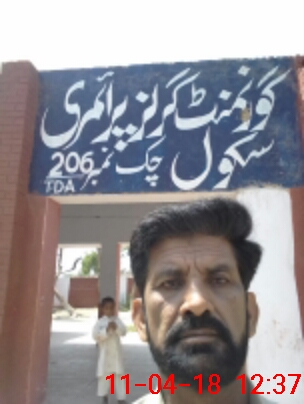 گورنمنٹ گرلز پرائمری
سکول چک نمبر 206
TDA
11-04-18 12:37